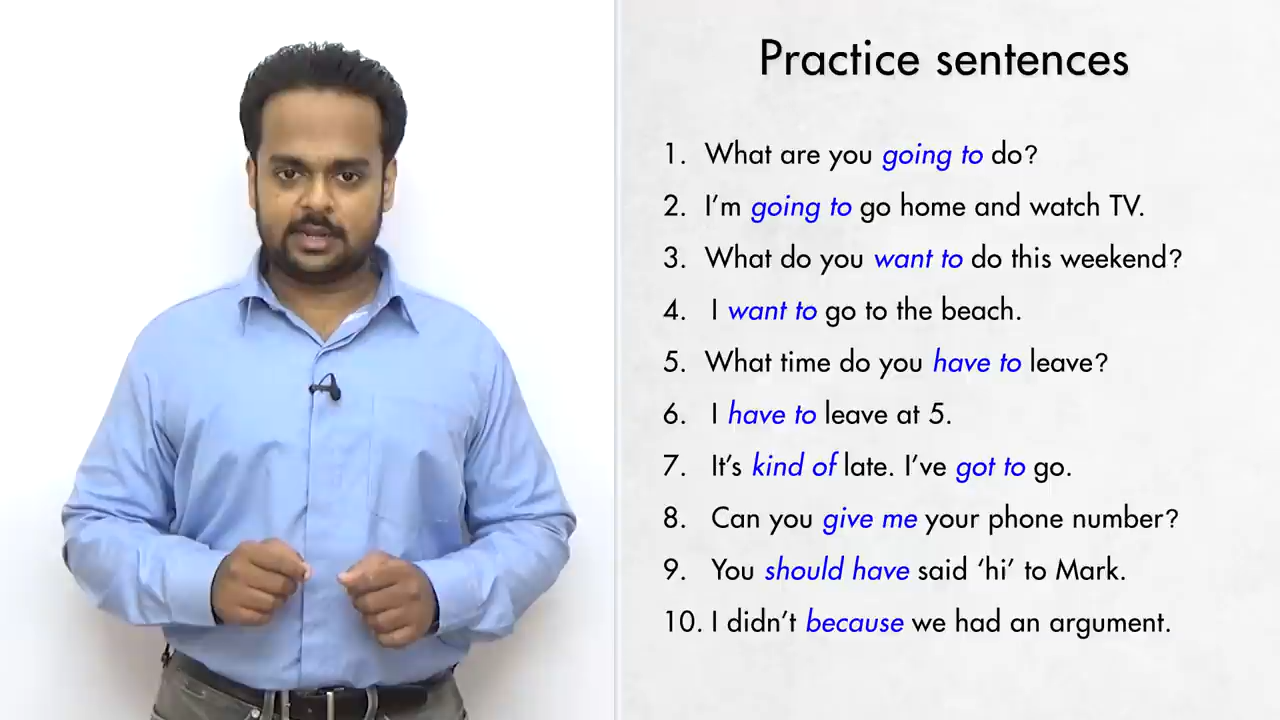 Practice sentences
1. What are you going to do?
2. I'm going to go home and watch TV.
3. What do you want to do this weekend?
4. I want to go to the beach.
5. What time do you have to leave?
6. I have to leave at 5.
7. It's kind of late. I've got to go.
8. Can you give me your phone number?
9. You should have said ‘hi’ to Mark.
10. I didn't because we had an argument.